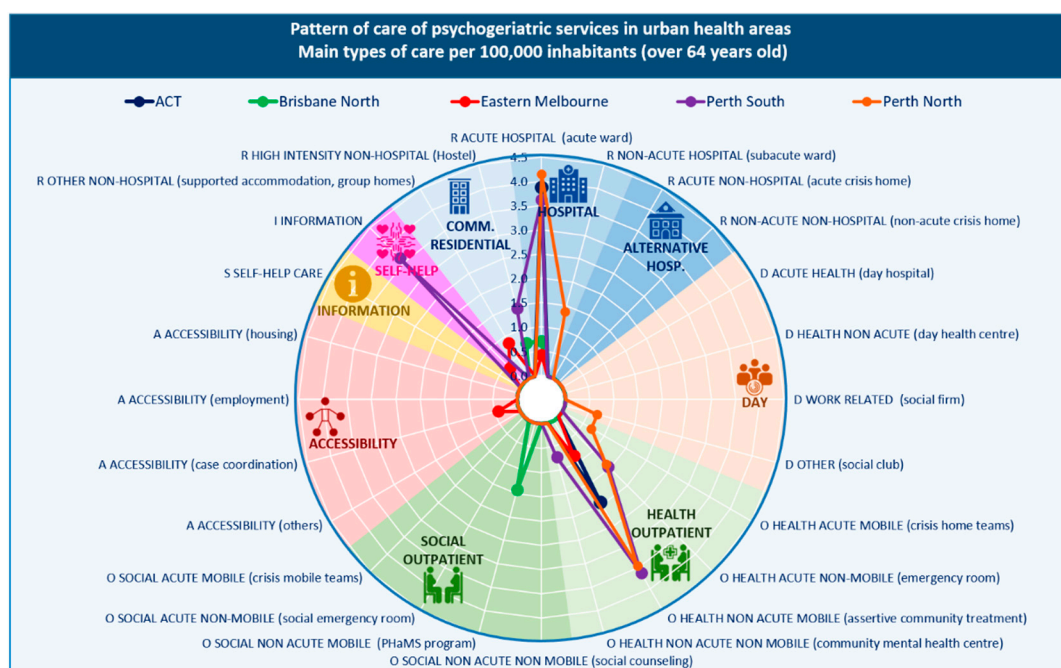 Pattern of care of psychogeriatric services in urban health areas
Main types of care per 100,000 inhabitants (over 64 years old)
ACT Brisbane North Eastern Melbourne Perth South Perth North
R ACUTE HOSPITAL (acute ward)
R HIGH INTENSITY NON-HOSPITAL (Hostel)
R NON-ACUTE HOSPITAL (subacute ward)
R OTHER NON-HOSPITAL (supported accommodation, group homes)
R ACUTE NON-HOSPITAL (acute crisis home)
I INFORMATION
R NON-ACUTE NON-HOSPITAL (non-acute crisis home)
S SELF-HELP CARE
D ACUTE HEALTH (day hospital)
A ACCESSIBILITY (housing)
D HEALTH NON ACUTE (day health centre)
A ACCESSIBILITY (employment)
D WORK RELATED (social firm)
A ACCESSIBILITY (case coordination)
D OTHER (social club)
A ACCESSIBILITY (others)
O HEALTH ACUTE MOBILE (crisis home teams)
O SOCIAL ACUTE MOBILE (crisis mobile teams)
O HEALTH ACUTE NON-MOBILE (emergency room)
O SOCIAL ACUTE NON-MOBILE (social emergency room)
O HEALTH NON ACUTE MOBILE (assertive community treatment)
O SOCIAL NON ACUTE MOBILE (PHaMS program)
O HEALTH NON ACUTE NON MOBILE (community mental health centre)
O SOCIAL NON ACUTE NON MOBILE (social counseling)
4.5
4.0
3.5
3.0
2.5
2.0
1.5
1.0
0.5
0.0
HOSPITAL
COMM.
RESIDENTIAL
ALTERNATIVE
HOSP.
SELF-HELP
i
INFORMATION
DAY
ACCESSIBILITY
HEALTH
OUTPATIENT
SOCIAL
OUTPATIENT